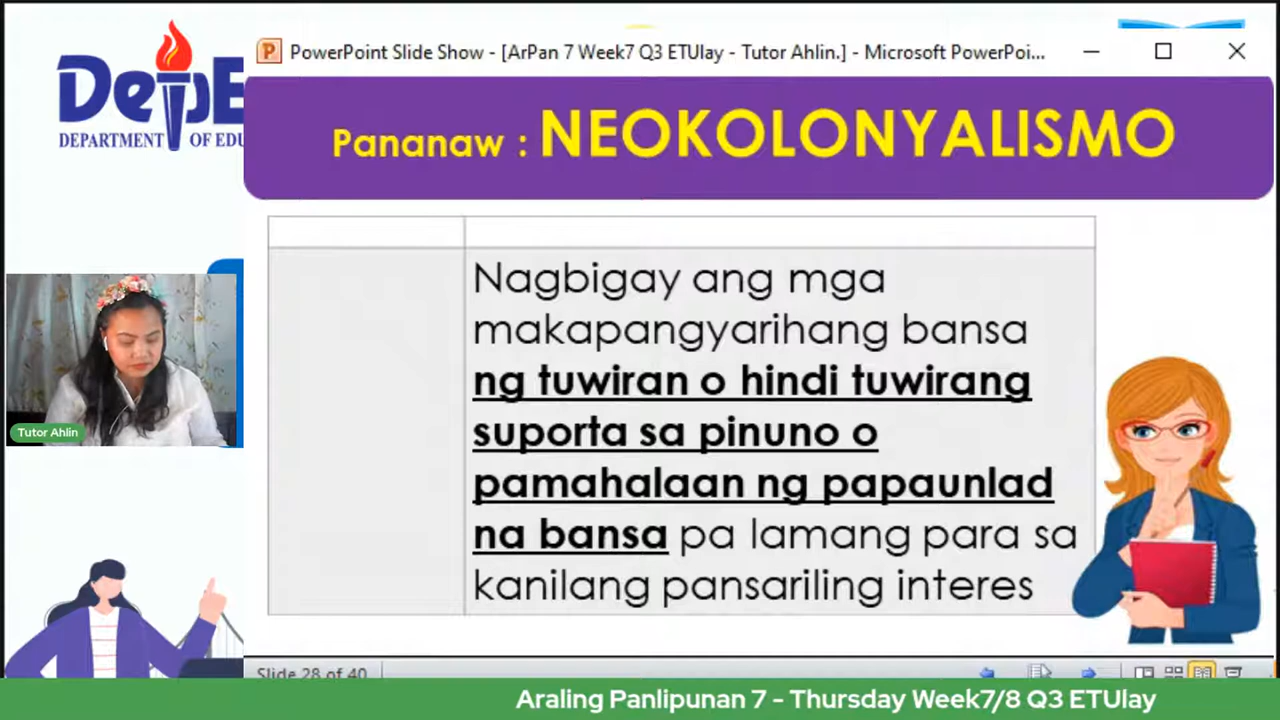 DepE
DEPARTMENT OF EDU
PowerPoint Slide Show - [ArPan 7 Week7 Q3 ETUlay - Tutor Ahlin.] - Microsoft PowerPoi...
Pananaw : NEOKOLONYALISMO
Nagbigay ang mga
makapangyarihang bansa
ng tuwiran o hindi tuwirang
suporta sa pinuno o
pamahalaan ng papaunlad
na bansa pa lamang para sa
kanilang pansariling interes
Tutor Ahlin
Slide 28 of 40
Araling Panlipunan 7 - Thursday Week7/8 Q3 ETUlay